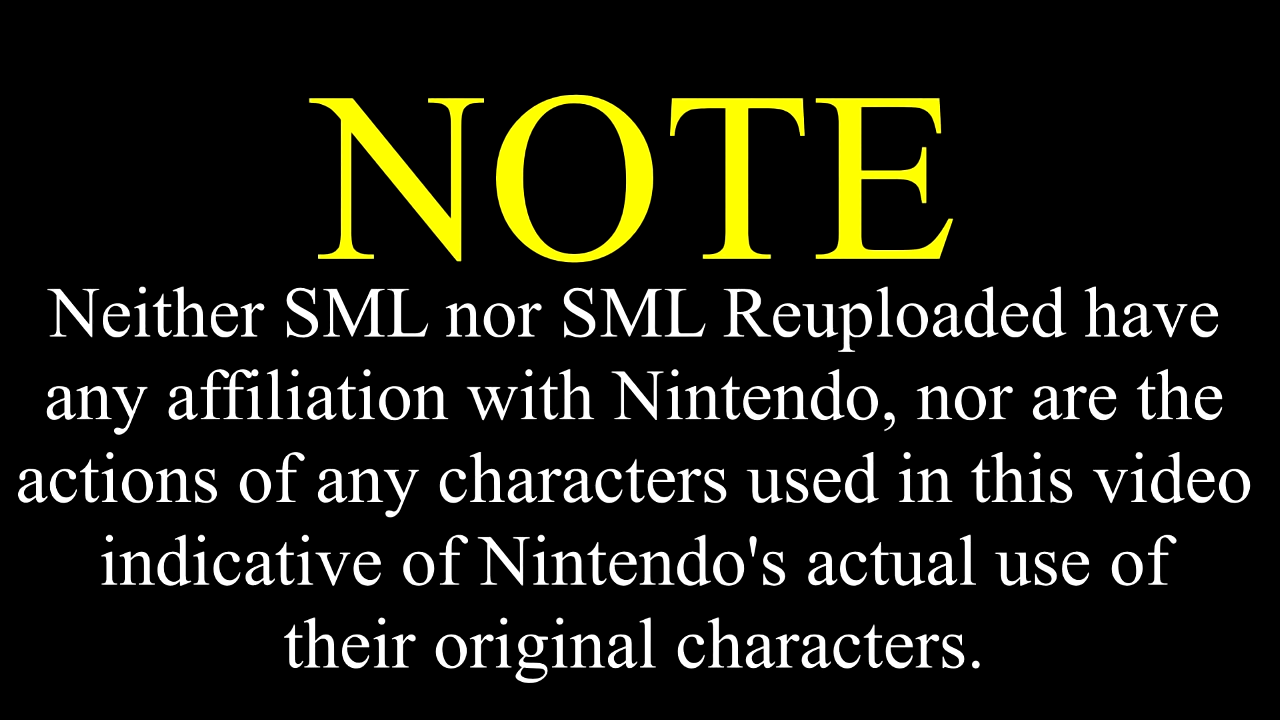 NOTE
Neither SML nor SML Reuploaded have
any affiliation with Nintendo, nor are the
actions of any characters used in this video
indicative of Nintendo's actual use of
their original characters.